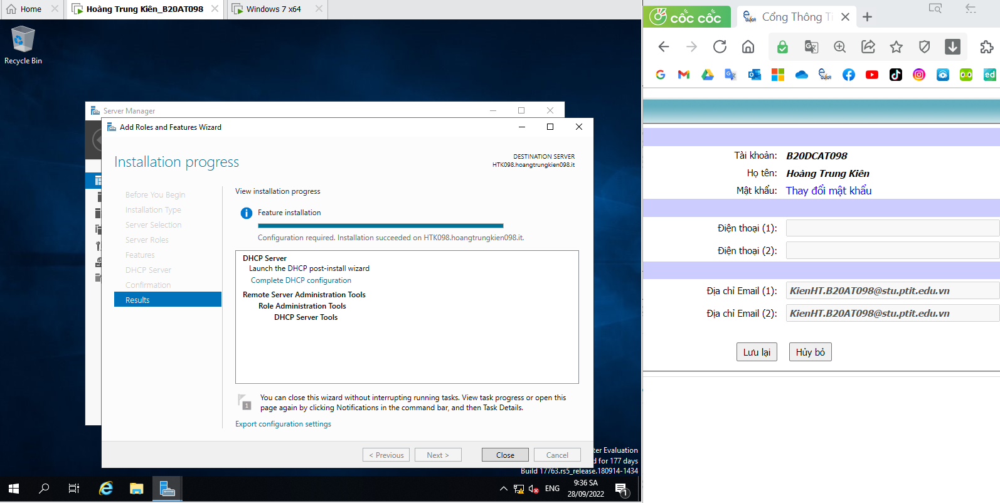 Home
Hoàng Trung Kiên_B20AT098
Windows 7 x64
Recycle Bin
Server Manager
Add Roles and Features Wizard
Installation progress
DESTINATION SERVER
HTK098.hoangtrungkien098.it
Before You Begin
Installation Type
Server Selection
Server Roles
Features
DHCP Server
Confirmation
Results
View installation progress
Feature installation
Configuration required. Installation succeeded on HTK098.hoangtrungkien098.it.
DHCP Server
Launch the DHCP post-install wizard
Complete DHCP configuration
Remote Server Administration Tools
Role Administration Tools
DHCP Server Tools
1
You can close this wizard without interrupting running tasks. View task progress or open this
page again by clicking Notifications in the command bar, and then Task Details.
Export configuration settings
< Previous
Next >
Close
Cancel
ter Evaluation
d for 177 days
Build 17763.rs5_release.180914-1434
ENG
9:36 SA
28/09/2022
1
cốc cốc
Cổng Thông Ti
ed
Tài khoản: B20DCAT098
Họ tên: Hoàng Trung Kiên
Mật khẩu: Thay đổi mật khẩu
Điện thoại (1):
Điện thoại (2):
Địa chỉ Email (1): KienHT.B20AT098@stu.ptit.edu.vn
Địa chỉ Email (2): KienHT.B20AT098@stu.ptit.edu.vn
Lưu lại
Hủy bỏ